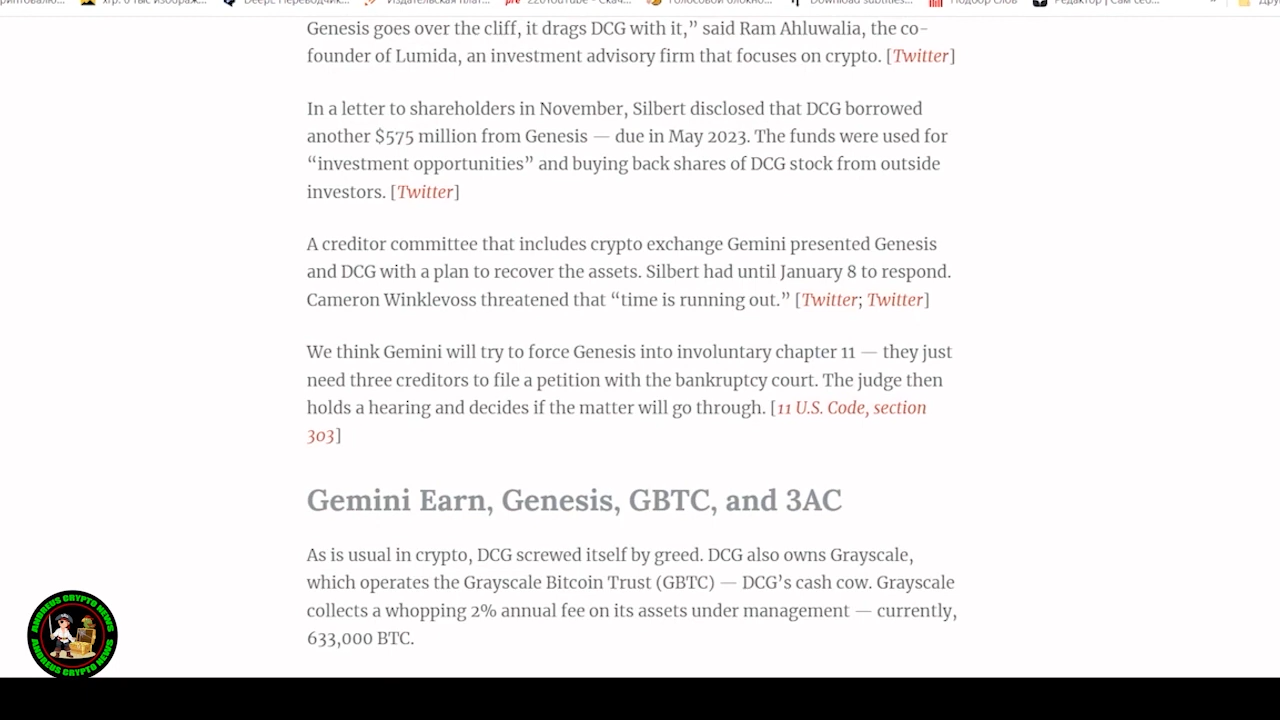 Genesis goes over the cliff, it drags DCG with it,” said Ram Ahluwalia, the co-
founder of Lumida, an investment advisory firm that focuses on crypto. [Twitter]
In a letter to shareholders in November, Silbert disclosed that DCG borrowed
another $575 million from Genesis — due in May 2023. The funds were used for
“investment opportunities” and buying back shares of DCG stock from outside
investors. [Twitter]
A creditor committee that includes crypto exchange Gemini presented Genesis
and DCG with a plan to recover the assets. Silbert had until January 8 to respond.
Cameron Winklevoss threatened that “time is running out.” [Twitter; Twitter]
We think Gemini will try to force Genesis into involuntary chapter 11 — they just
need three creditors to file a petition with the bankruptcy court. The judge then
holds a hearing and decides if the matter will go through. [11 U.S. Code, section
303]
Gemini Earn, Genesis, GBTC, and 3AC
As is usual in crypto, DCG screwed itself by greed. DCG also owns Grayscale,
which operates the Grayscale Bitcoin Trust (GBTC) — DCG’s cash cow. Grayscale
collects a whopping 2% annual fee on its assets under management — currently,
633,000 BTC.
ANDREUS CRYPTO NEWS
ANDREUS CRYPTO NEWS